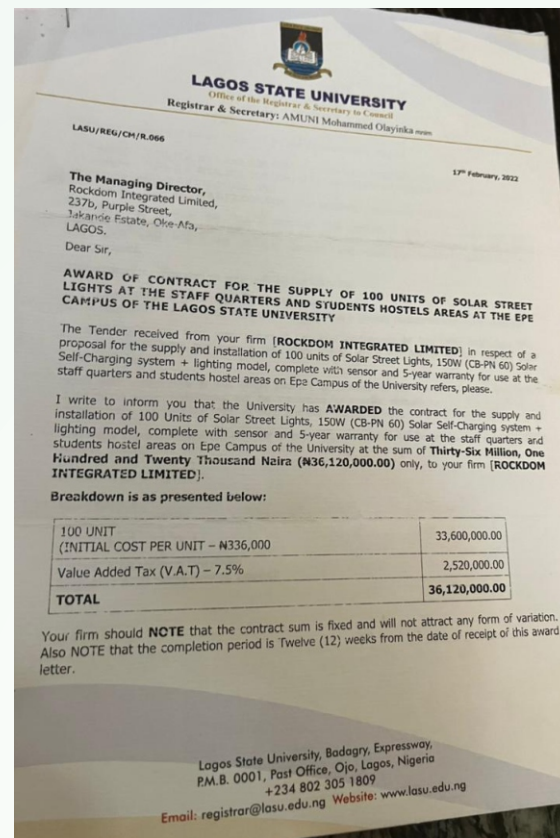 LAGOS STATE UNIVERSITY
Office of the Registrar & Secretary to Council
Registrar & Secretary: AMUNI Mohammed Olayinka
LASU/REG/CM/R.066
17th February, 2022
The Managing Director,
Rockdom Integrated Limited,
237b, Purple Street,
Jakande Estate, Oke-Afa,
LAGOS.
Dear Sir,
AWARD OF CONTRACT FOR THE SUPPLY OF 100 UNITS OF SOLAR STREET
LIGHTS AT THE STAFF QUARTERS AND STUDENTS HOSTELS AREAS AT THE EPE
CAMPUS OF THE LAGOS STATE UNIVERSITY
The Tender received from your firm [ROCKDOM INTEGRATED LIMITED] in respect of a
proposal for the supply and installation of 100 units of Solar Street Lights, 150W (CB-PN 60) Solar
Self-Charging system + lighting model, complete with sensor and 5-year warranty for use at the
staff quarters and students hostel areas on Epe Campus of the University refers, please.
I write to inform you that the University has AWARDED the contract for the supply and
installation of 100 Units of Solar Street Lights, 150W (CB-PN 60) Solar Self-Charging system +
lighting model, complete with sensor and 5-year warranty for use at the staff quarters and
students hostel areas on Epe Campus of the University at the sum of Thirty-Six Million, One
Hundred and Twenty Thousand Naira (₦36,120,000.00) only, to your firm [ROCKDOM
INTEGRATED LIMITED].
Breakdown is as presented below:
100 UNIT
(INITIAL COST PER UNIT – ₦336,000
33,600,000.00
Value Added Tax (V.A.T) – 7.5%
2,520,000.00
TOTAL
36,120,000.00
Your firm should NOTE that the contract sum is fixed and will not attract any form of variation.
Also NOTE that the completion period is Twelve (12) weeks from the date of receipt of this award
letter.
Lagos State University, Badagry, Expressway,
P.M.B. 0001, Post Office, Ojo, Lagos, Nigeria
+234 802 305 1809
Email: registrar@lasu.edu.ng Website: www.lasu.edu.ng